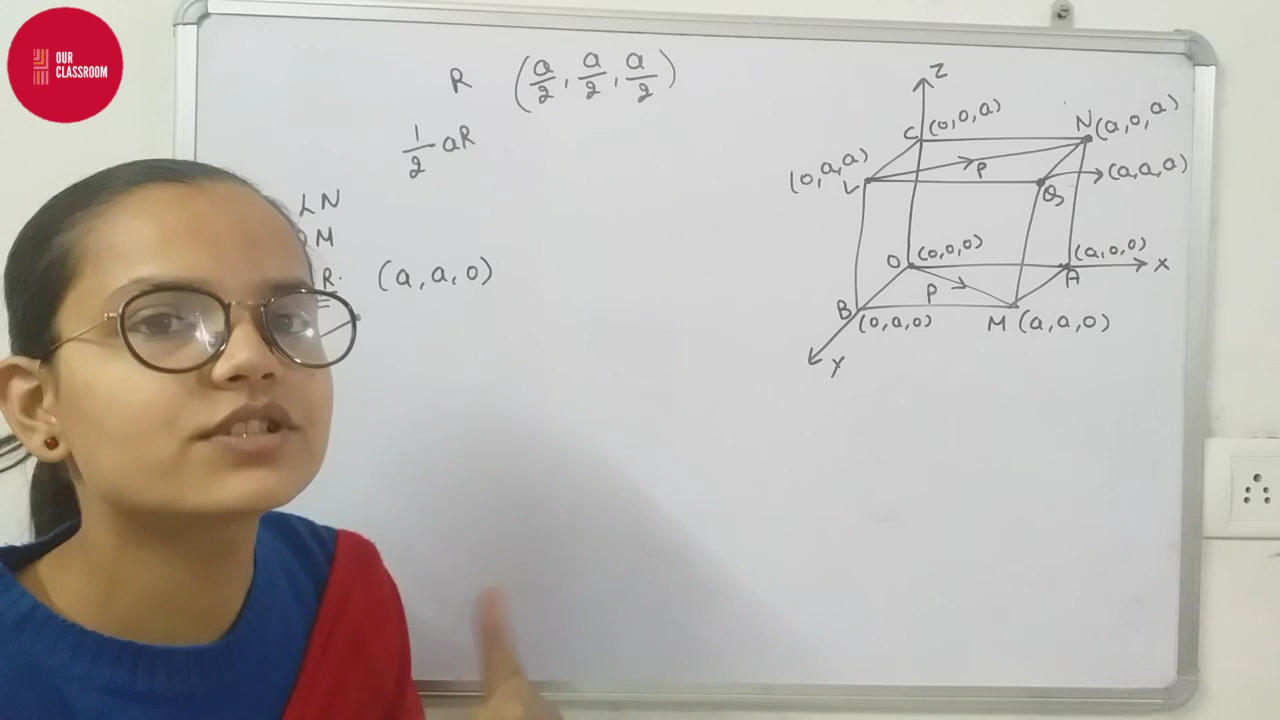 OUR
CLASSROOM
R (a/2, a/2, a/2)
1/2 aR
LN
M
R. (a, a, 0)
Z
C (0,0,a)
N (a,0,a)
(0,a,a)
L
P
(a,a,a)
O (0,0,0)
(a,0,0)
X
A
P
B
(0,a,0)
M (a,a,0)
Y